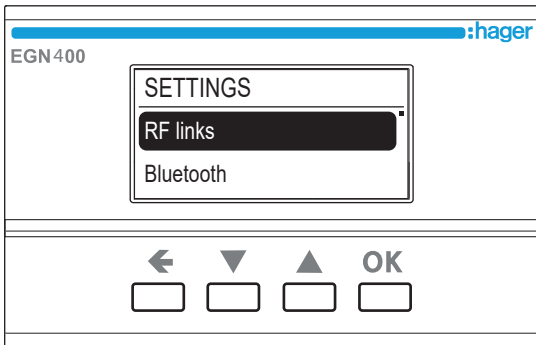 :hager
EGN400
SETTINGS
RF links
Bluetooth
OK